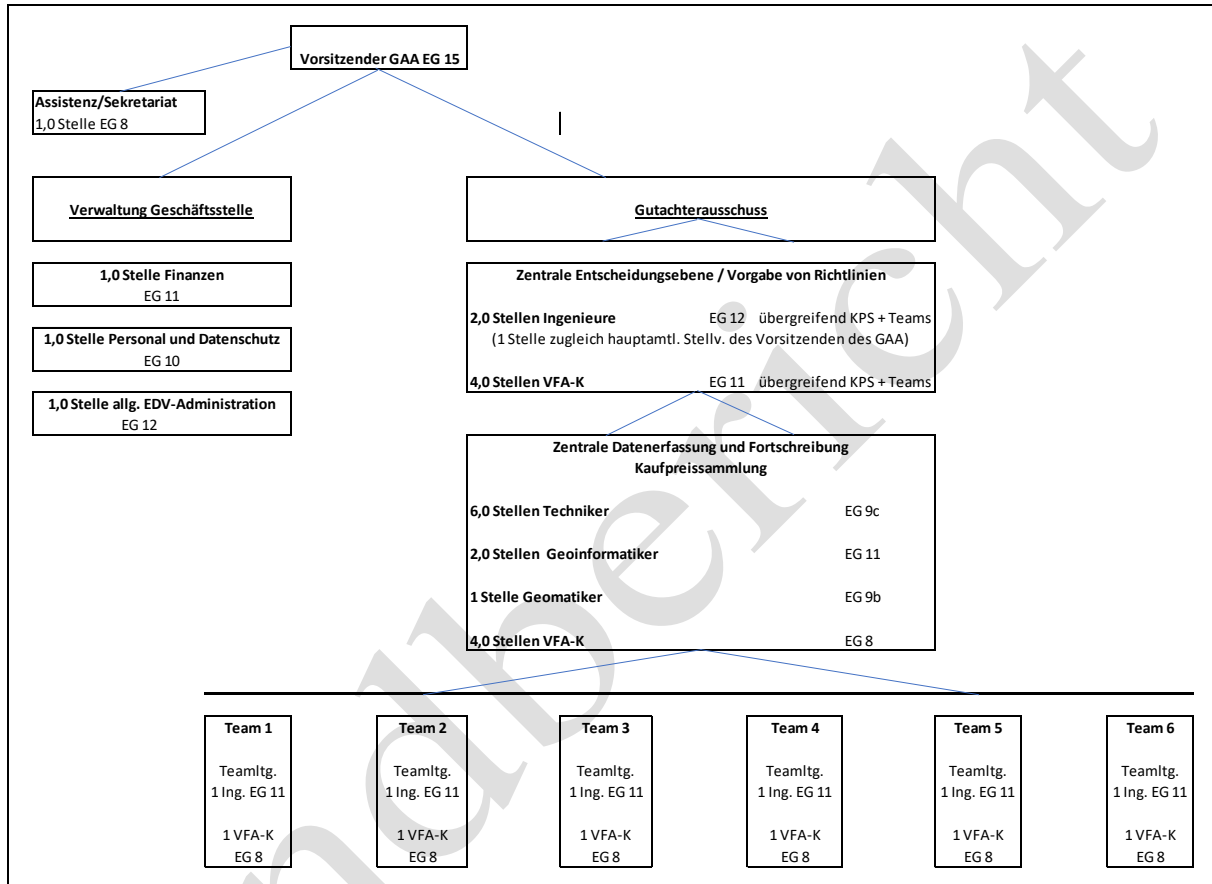 Vorsitzender GAA EG 15
Assistenz/Sekretariat
1,0 Stelle EG 8
Verwaltung Geschäftsstelle
Gutachterausschuss
1,0 Stelle Finanzen
EG 11
1,0 Stelle Personal und Datenschutz
EG 10
1,0 Stelle allg. EDV-Administration
EG 12
Zentrale Entscheidungsebene / Vorgabe von Richtlinien
2,0 Stellen Ingenieure EG 12 übergreifend KPS + Teams
(1 Stelle zugleich hauptamtl. Stellv. des Vorsitzenden des GAA)
4,0 Stellen VFA-K EG 11 übergreifend KPS + Teams
Zentrale Datenerfassung und Fortschreibung
Kaufpreissammlung
6,0 Stellen Techniker EG 9c
2,0 Stellen Geoinformatiker EG 11
1 Stelle Geomatiker EG 9b
4,0 Stellen VFA-K EG 8
Team 1
Teamltg.
1 Ing. EG 11
1 VFA-K
EG 8
Team 2
Teamltg.
1 Ing. EG 11
1 VFA-K
EG 8
Team 3
Teamltg.
1 Ing. EG 11
1 VFA-K
EG 8
Team 4
Teamltg.
1 Ing. EG 11
1 VFA-K
EG 8
Team 5
Teamltg.
1 Ing. EG 11
1 VFA-K
EG 8
Team 6
Teamltg.
1 Ing. EG 11
1 VFA-K
EG 8
ndbericht